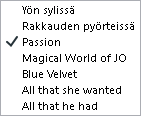 Yön sylissä
Rakkauden pyörteissä
Passion
Magical World of JO
Blue Velvet
All that she wanted
All that he had